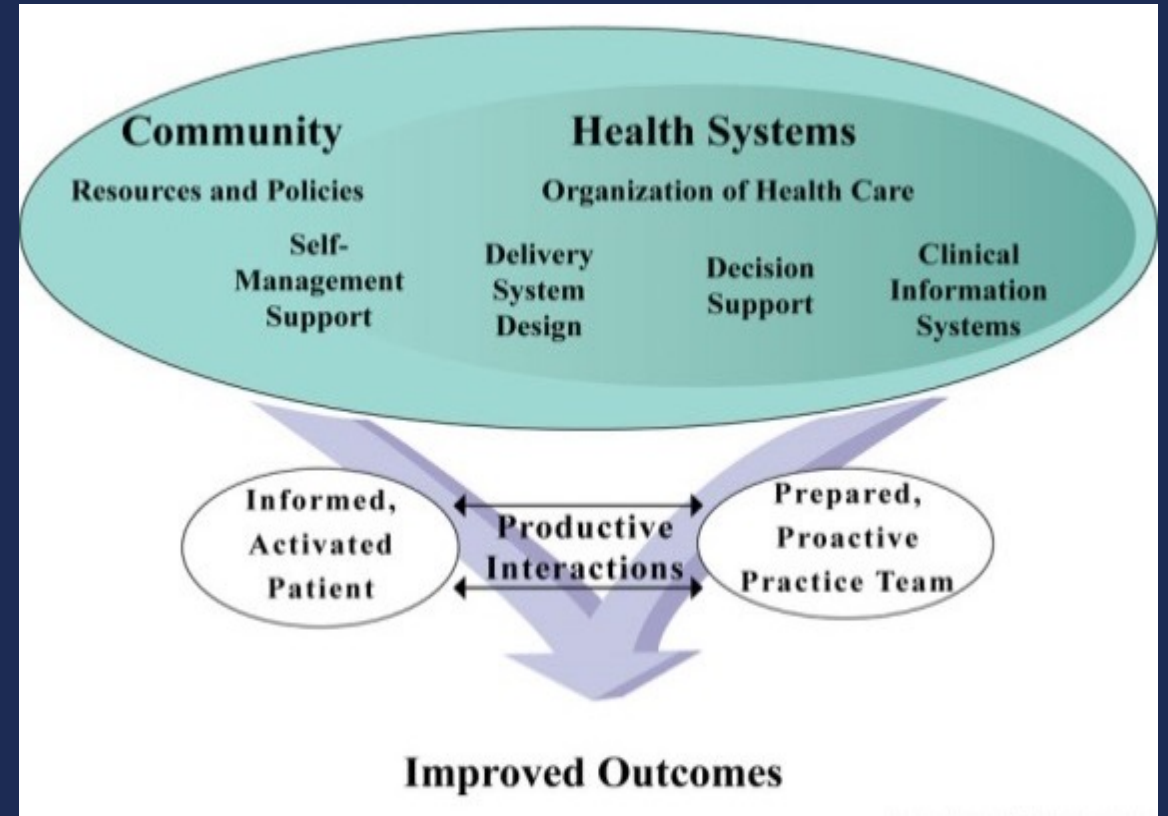 Community
Health Systems
Resources and Policies
Organization of Health Care
Self-
Management
Support
Delivery
System
Design
Decision
Support
Clinical
Information
Systems
Informed,
Activated
Patient
Productive
Interactions
Prepared,
Proactive
Practice Team
Improved Outcomes